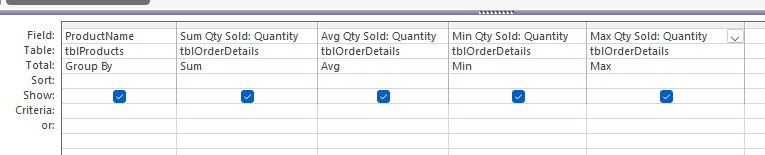 Field: ProductName Sum Qty Sold: Quantity Avg Qty Sold: Quantity Min Qty Sold: Quantity Max Qty Sold: Quantity
Table: tblProducts tblOrderDetails tblOrderDetails tblOrderDetails tblOrderDetails
Total: Group By Sum Avg Min Max
Sort:
Show:
Criteria:
or: